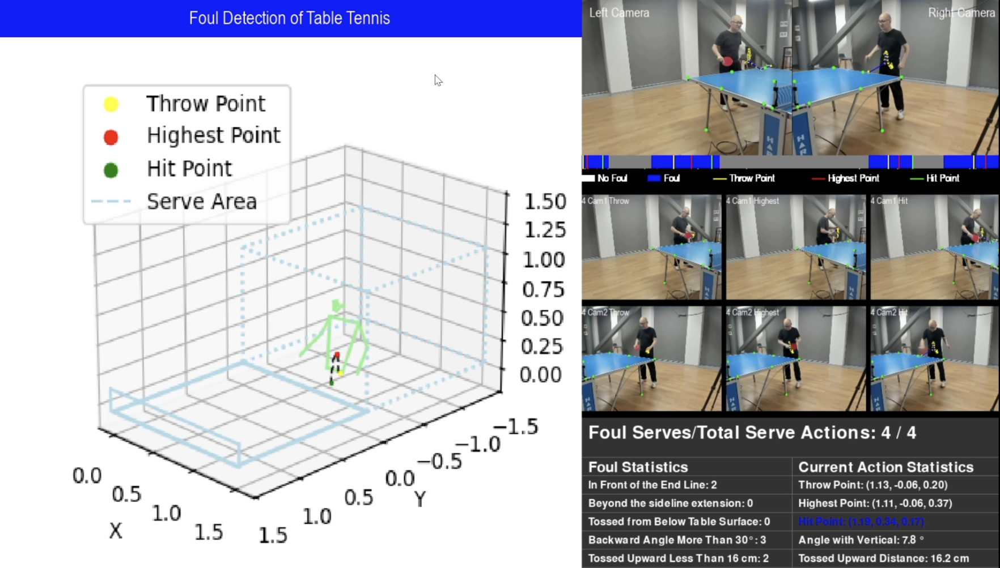 Foul Detection of Table Tennis
Throw Point
Highest Point
Hit Point
Serve Area
1.50
1.25
1.00
0.75
0.50
0.25
0.00
−1.5
−1.0
−0.5
0.0
0.5
1.0
1.5
Y
0.0
0.5
1.0
1.5
X
Left Camera
Right Camera
HAR
HAR
No Foul
Foul
Throw Point
Highest Point
Hit Point
4 Cam1 Throw
4 Cam1 Highest
4 Cam1 Hit
4 Cam2 Throw
4 Cam2 Highest
4 Cam2 Hit
Foul Serves/Total Serve Actions: 4 / 4
Foul Statistics
In Front of the End Line: 2
Beyond the sideline extension: 0
Tossed from Below Table Surface: 0
Backward Angle More Than 30°: 3
Tossed Upward Less Than 16 cm: 2
Current Action Statistics
Throw Point: (1.13, -0.06, 0.20)
Highest Point: (1.11, -0.06, 0.37)
Hit Point: (1.19, 0.34, 0.17)
Angle with Vertical: 7.8 °
Tossed Upward Distance: 16.2 cm